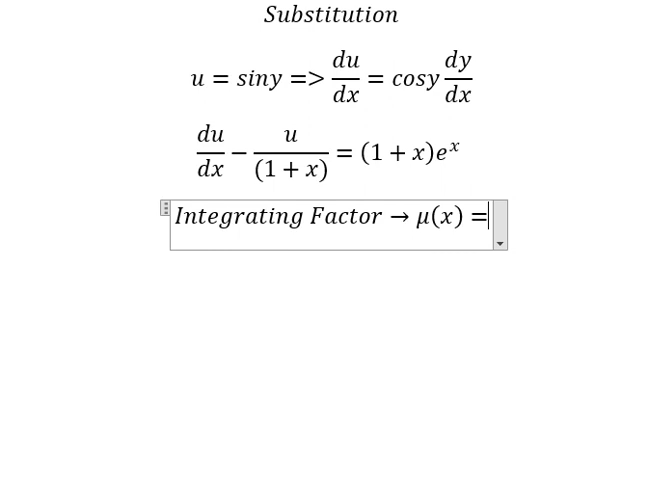 Substitution
u = siny => du/dx = cosy dy/dx
du/dx − u/(1 + x) = (1 + x)e^x
Integrating Factor → μ(x) =